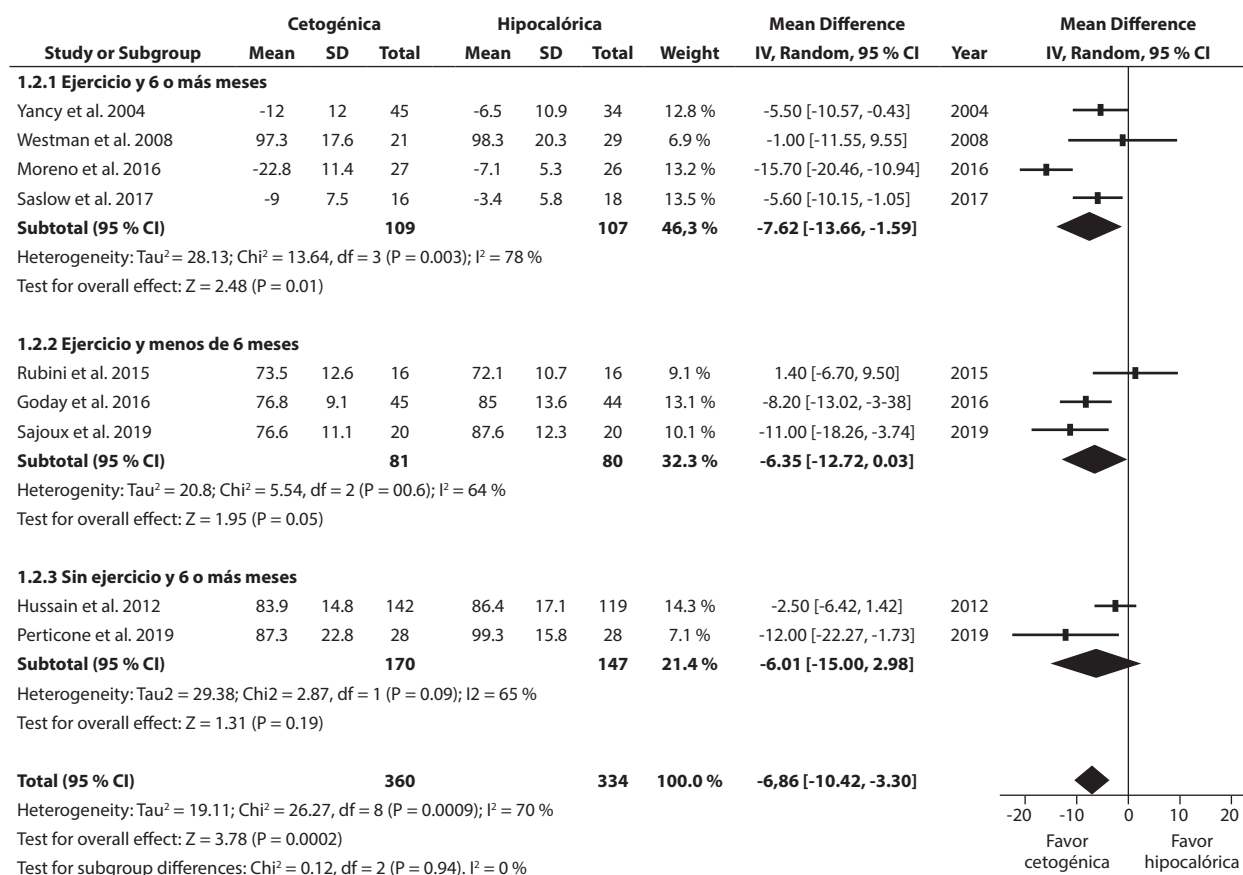 Cetogénica Hipocalórica Mean Difference Mean Difference
Study or Subgroup Mean SD Total Mean SD Total Weight IV, Random, 95 % CI Year IV, Random, 95 % CI
1.2.1 Ejercicio y 6 o más meses
Yancy et al. 2004 -12 12 45 -6.5 10.9 34 12.8 % -5.50 [-10.57, -0.43] 2004
Westman et al. 2008 97.3 17.6 21 98.3 20.3 29 6.9 % -1.00 [-11.55, 9.55] 2008
Moreno et al. 2016 -22.8 11.4 27 -7.1 5.3 26 13.2 % -15.70 [-20.46, -10.94] 2016
Saslow et al. 2017 -9 7.5 16 -3.4 5.8 18 13.5 % -5.60 [-10.15, -1.05] 2017
Subtotal (95 % CI) 109 107 46,3 % -7.62 [-13.66, -1.59]
Heterogeneity: Tau² = 28.13; Chi² = 13.64, df = 3 (P = 0.003); I² = 78 %
Test for overall effect: Z = 2.48 (P = 0.01)
1.2.2 Ejercicio y menos de 6 meses
Rubini et al. 2015 73.5 12.6 16 72.1 10.7 16 9.1 % 1.40 [-6.70, 9.50] 2015
Goday et al. 2016 76.8 9.1 45 85 13.6 44 13.1 % -8.20 [-13.02, -3-38] 2016
Sajoux et al. 2019 76.6 11.1 20 87.6 12.3 20 10.1 % -11.00 [-18.26, -3.74] 2019
Subtotal (95 % CI) 81 80 32.3 % -6.35 [-12.72, 0.03]
Heterogenity: Tau² = 20.8; Chi² = 5.54, df = 2 (P = 00.6); I² = 64 %
Test for overall effect: Z = 1.95 (P = 0.05)
1.2.3 Sin ejercicio y 6 o más meses
Hussain et al. 2012 83.9 14.8 142 86.4 17.1 119 14.3 % -2.50 [-6.42, 1.42] 2012
Perticone et al. 2019 87.3 22.8 28 99.3 15.8 28 7.1 % -12.00 [-22.27, -1.73] 2019
Subtotal (95 % CI) 170 147 21.4 % -6.01 [-15.00, 2.98]
Heterogeneity: Tau2 = 29.38; Chi2 = 2.87, df = 1 (P = 0.09); I2 = 65 %
Test for overall effect: Z = 1.31 (P = 0.19)
Total (95 % CI) 360 334 100.0 % -6,86 [-10.42, -3.30]
Heterogeneity: Tau² = 19.11; Chi² = 26.27, df = 8 (P = 0.0009); I² = 70 %
Test for overall effect: Z = 3.78 (P = 0.0002)
Test for subgroup differences: Chi² = 0.12, df = 2 (P = 0.94). I² = 0 %
-20 -10 0 10 20
Favor Favor
cetogénica hipocalórica